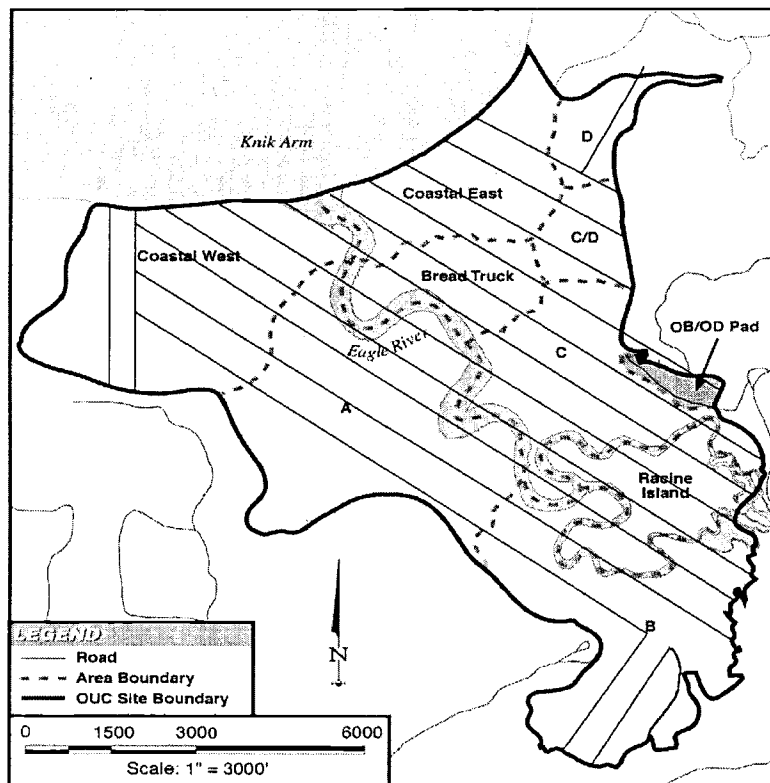 Knik Arm
D
Coastal East
C/D
Coastal West
Bread Truck
OB/OD Pad
Eagle River
C
A
Racine
Island
B
N
LEGEND
Road
Area Boundary
OUC Site Boundary
0 1500 3000 6000
Scale: 1" = 3000'